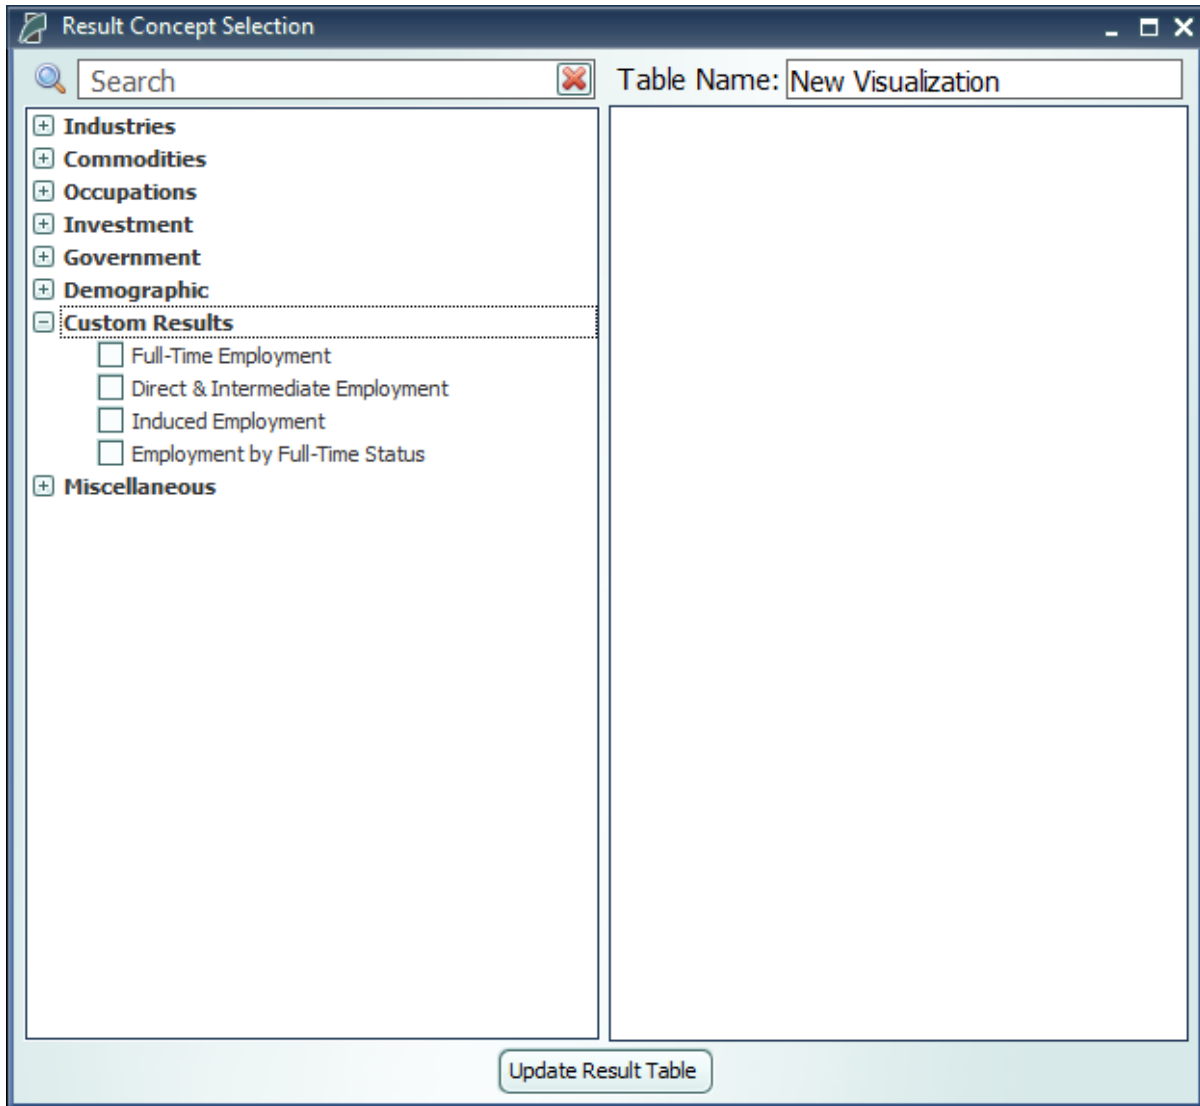 Result Concept Selection
Search
Table Name: New Visualization
Industries
Commodities
Occupations
Investment
Government
Demographic
Custom Results
Full-Time Employment
Direct & Intermediate Employment
Induced Employment
Employment by Full-Time Status
Miscellaneous
Update Result Table